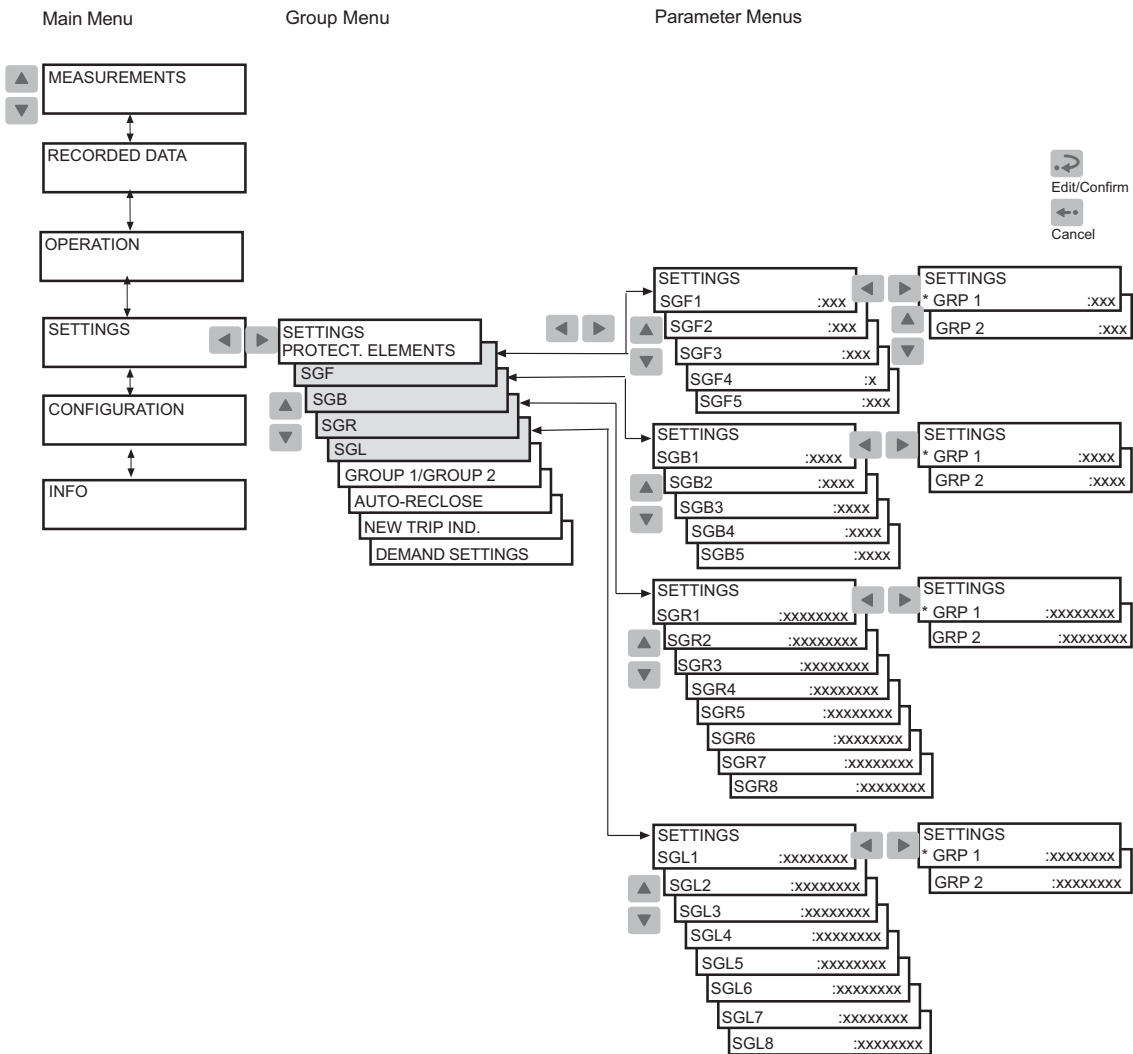 Main Menu
Group Menu
Parameter Menus
MEASUREMENTS
RECORDED DATA
OPERATION
SETTINGS
CONFIGURATION
INFO
SETTINGS
PROTECT. ELEMENTS
SGF
SGB
SGR
SGL
GROUP 1/GROUP 2
AUTO-RECLOSE
NEW TRIP IND.
DEMAND SETTINGS
Edit/Confirm
Cancel
SETTINGS
SGF1 :xxx
SGF2 :xxx
SGF3 :xxx
SGF4 :x
SGF5 :xxx
SETTINGS
* GRP 1 :xxx
GRP 2 :xxx
SETTINGS
SGB1 :xxxx
SGB2 :xxxx
SGB3 :xxxx
SGB4 :xxxx
SGB5 :xxxx
SETTINGS
* GRP 1 :xxxx
GRP 2 :xxxx
SETTINGS
SGR1 :xxxxxxxx
SGR2 :xxxxxxxx
SGR3 :xxxxxxxx
SGR4 :xxxxxxxx
SGR5 :xxxxxxxx
SGR6 :xxxxxxxx
SGR7 :xxxxxxxx
SGR8 :xxxxxxxx
SETTINGS
* GRP 1 :xxxxxxxx
GRP 2 :xxxxxxxx
SETTINGS
SGL1 :xxxxxxxx
SGL2 :xxxxxxxx
SGL3 :xxxxxxxx
SGL4 :xxxxxxxx
SGL5 :xxxxxxxx
SGL6 :xxxxxxxx
SGL7 :xxxxxxxx
SGL8 :xxxxxxxx
SETTINGS
* GRP 1 :xxxxxxxx
GRP 2 :xxxxxxxx